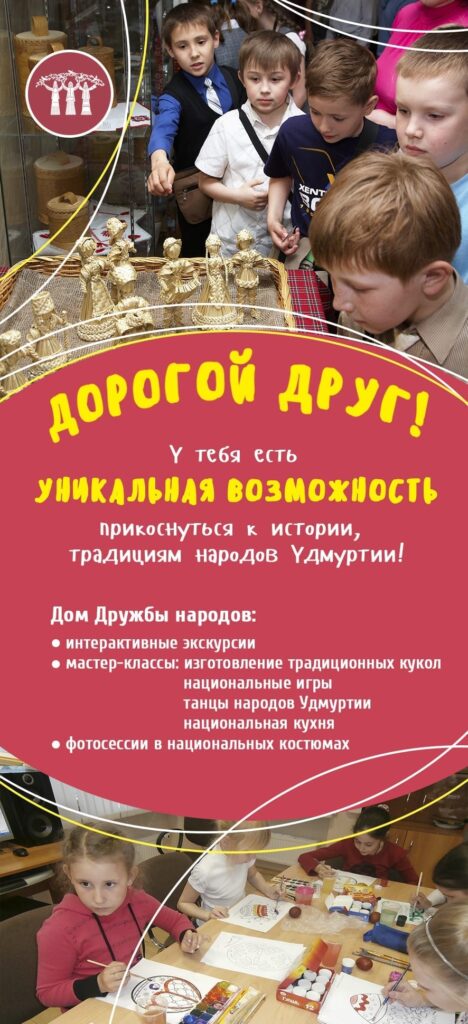 ДОРОГОЙ ДРУГ!
У тебя есть
УНИКАЛЬНАЯ ВОЗМОЖНОСТЬ
прикоснуться к истории,
традициям народов Удмуртии!
Дом Дружбы народов:
● интерактивные экскурсии
● мастер-классы: изготовление традиционных кукол
национальные игры
танцы народов Удмуртии
национальная кухня
● фотосессии в национальных костюмах